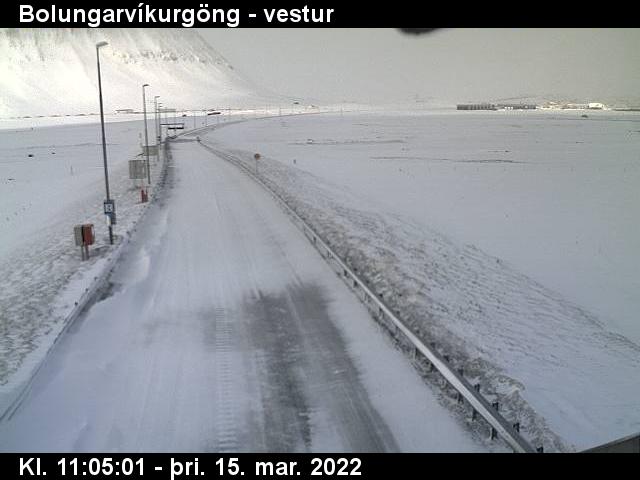 Bolungarvíkurgöng - vestur
Kl. 11:05:01 - þri. 15. mar. 2022